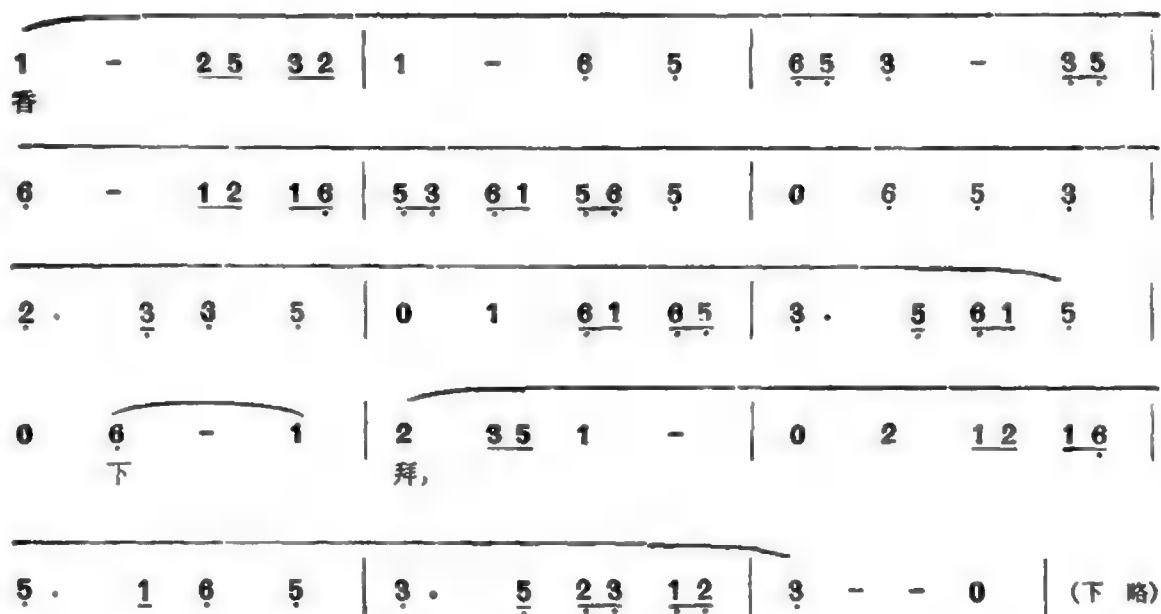 1 - 2 5 3 2 | 1 - 6̣ 5̣ | 6̣ 5̣ 3̣ - 3̣ 5̣ |
香
6̣ - 1 2 1 6̣ | 5̣ 3̣ 6̣ 1 5̣ 6̣ 5̣ | 0 6̣ 5̣ 3̣ |
2̣ · 3̣ 3̣ 5̣ | 0 1 6̣ 1 6̣ 5̣ | 3̣ · 5̣ 6̣ 1 5̣ |
0 6̣ - 1 | 2 3 5 1 - | 0 2 1 2 1 6̣ |
下 拜，
5̣ · 1 6̣ 5̣ | 3̣ · 5̣ 2̣ 3̣ 1̣ 2̣ | 3̣ - - 0 | (下 略)